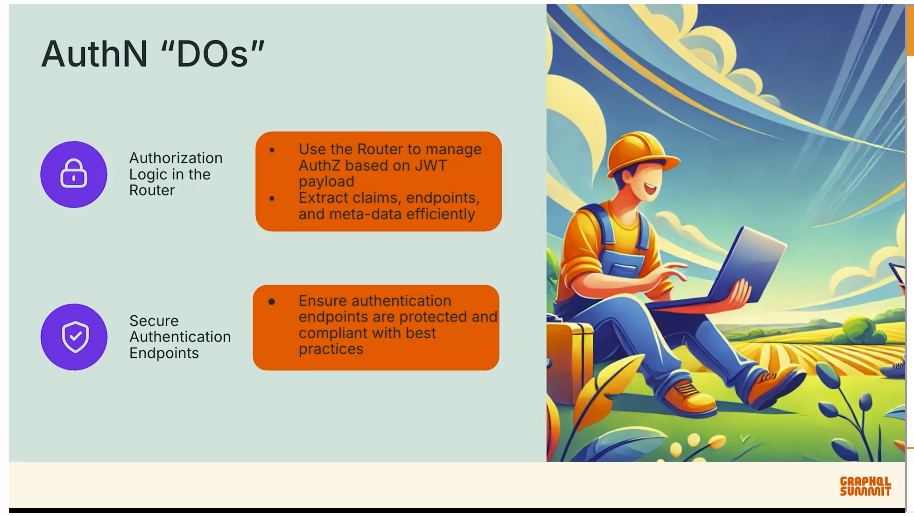 AuthN “DOs”
Authorization
Logic in the
Router
• Use the Router to manage
AuthZ based on JWT
payload
• Extract claims, endpoints,
and meta-data efficiently
Secure
Authentication
Endpoints
• Ensure authentication
endpoints are protected and
compliant with best
practices
GRAPHQL
SUMMIT